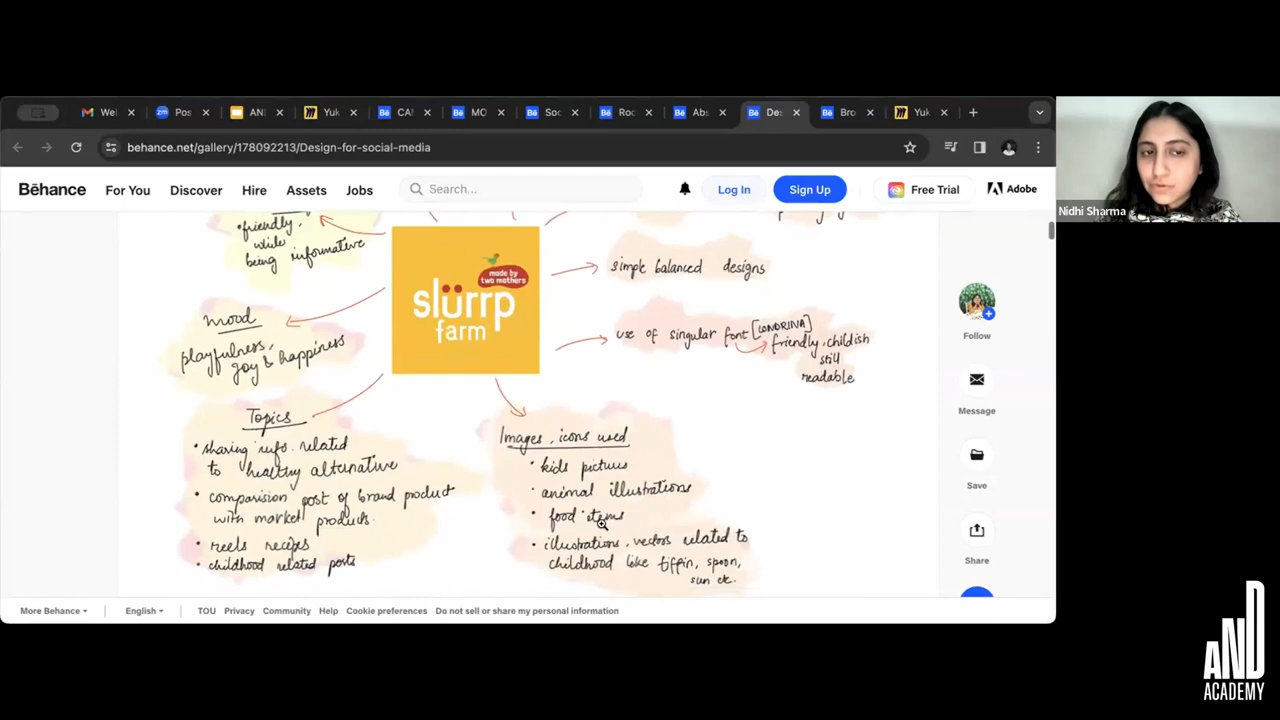 We
Pos
ANI
Yuk
CAN
MO
Soc
Roc
Abs
Des
Bro
Yuk
behance.net/gallery/178092213/Design-for-social-media
Bēhance
For You
Discover
Hire
Assets
Jobs
Search...
Log In
Sign Up
Free Trial
Adobe
Nidhi Sharma
• friendly,
while
being informative
made by
two mothers
slürrp
farm
simple balanced designs
use of singular font [LONDRINA]
friendly, childish
still
readable
mood
playfulness,
joy & happiness
Topics
• sharing info. related
to healthy alternative
• comparision post of brand product
with market products.
• reels recipes
• childhood related posts
Images, icons used
• kids picture
• animal illustrations
• food items
• illustrations, vectors related to
childhood like tiffin, spoon,
sun etc.
Follow
Message
Save
Share
More Behance
English
TOU
Privacy
Community
Help
Cookie preferences
Do not sell or share my personal information
AND
ACADEMY